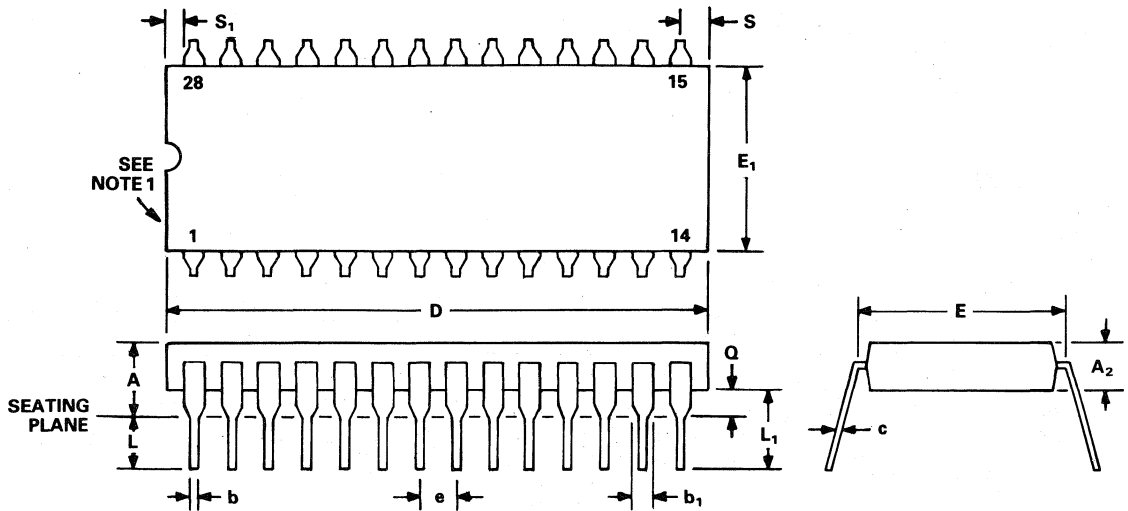 S₁
S
28
15
E₁
SEE
NOTE 1
1
14
D
E
Q
A
A₂
SEATING
PLANE
L
L₁
c
b
e
b₁